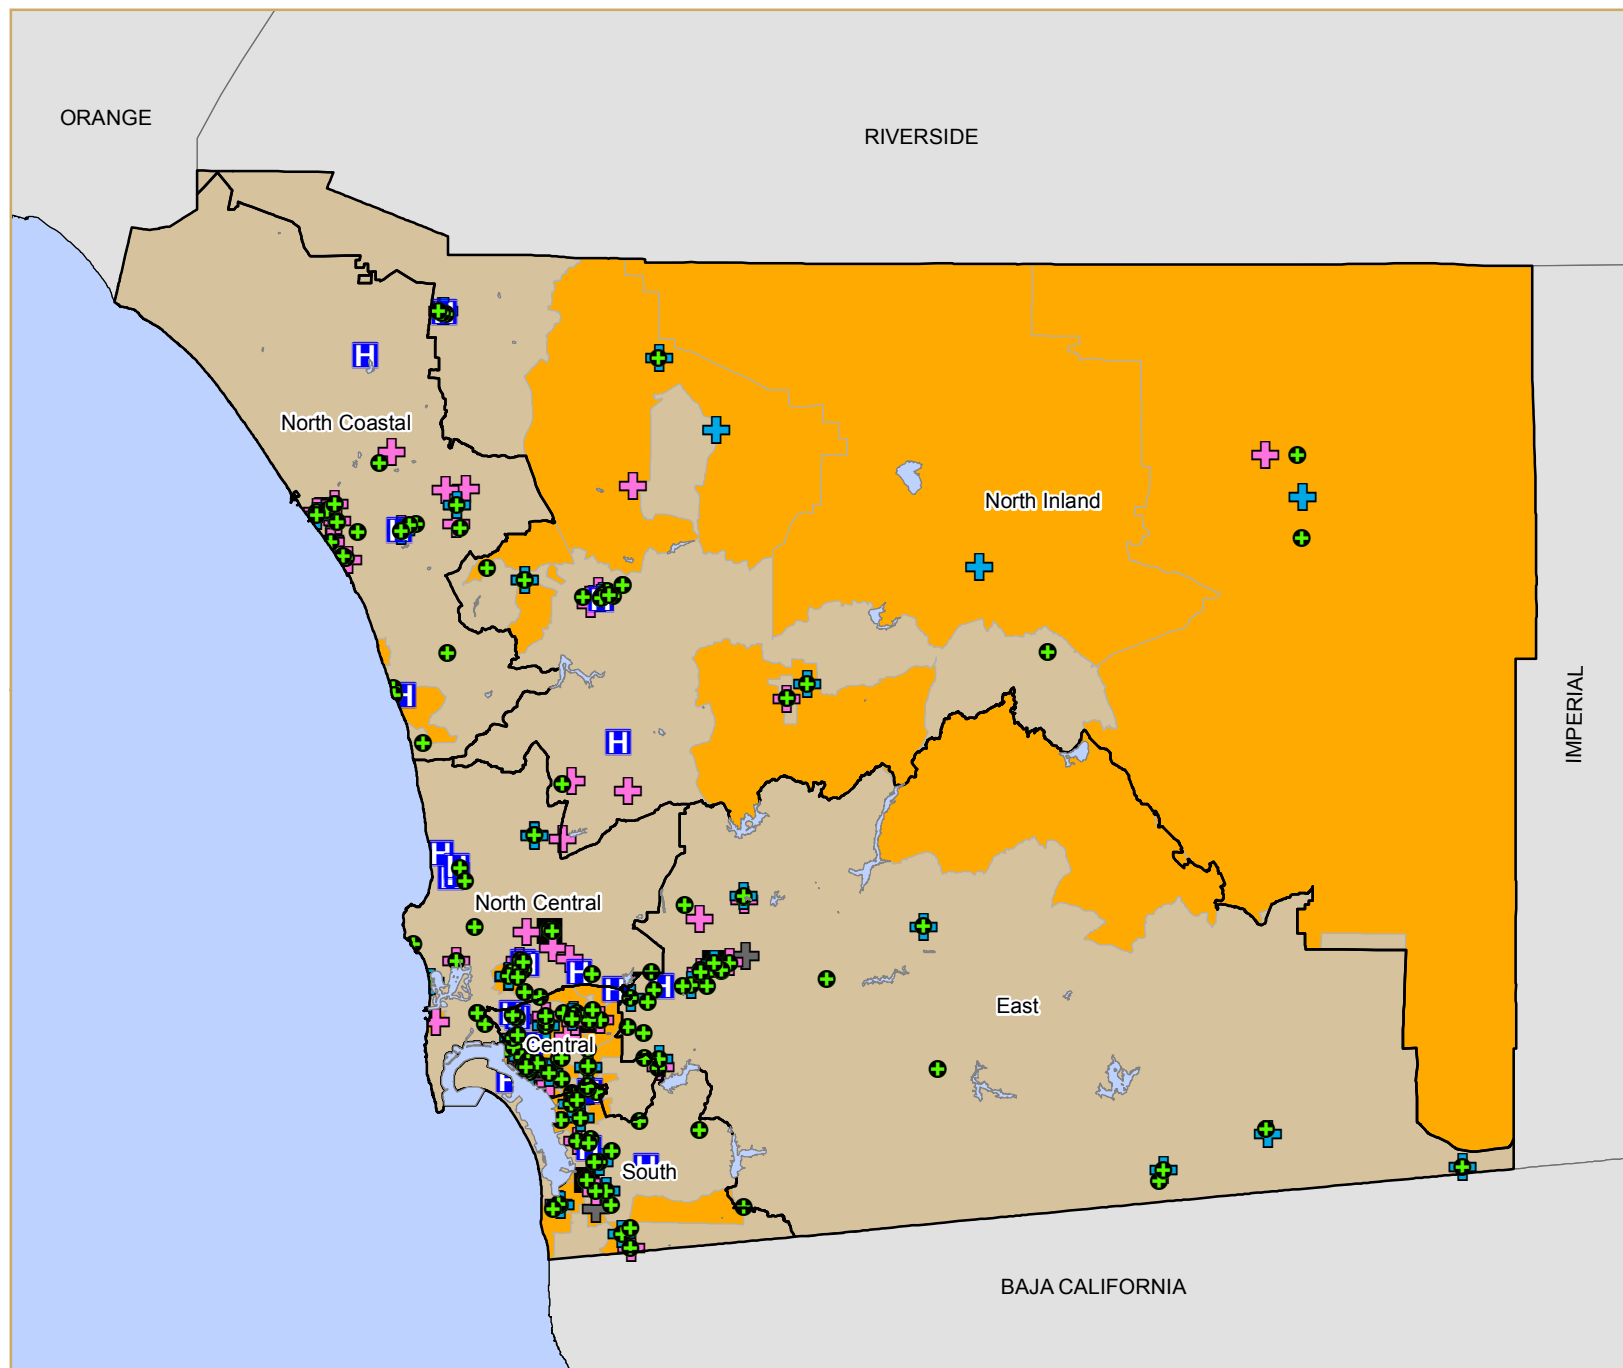 ORANGE
RIVERSIDE
H
H
North Coastal
North Inland
H
H
H
IMPERIAL
H
H
H
North Central
H
H
H
East
Central
H
H
South
BAJA CALIFORNIA